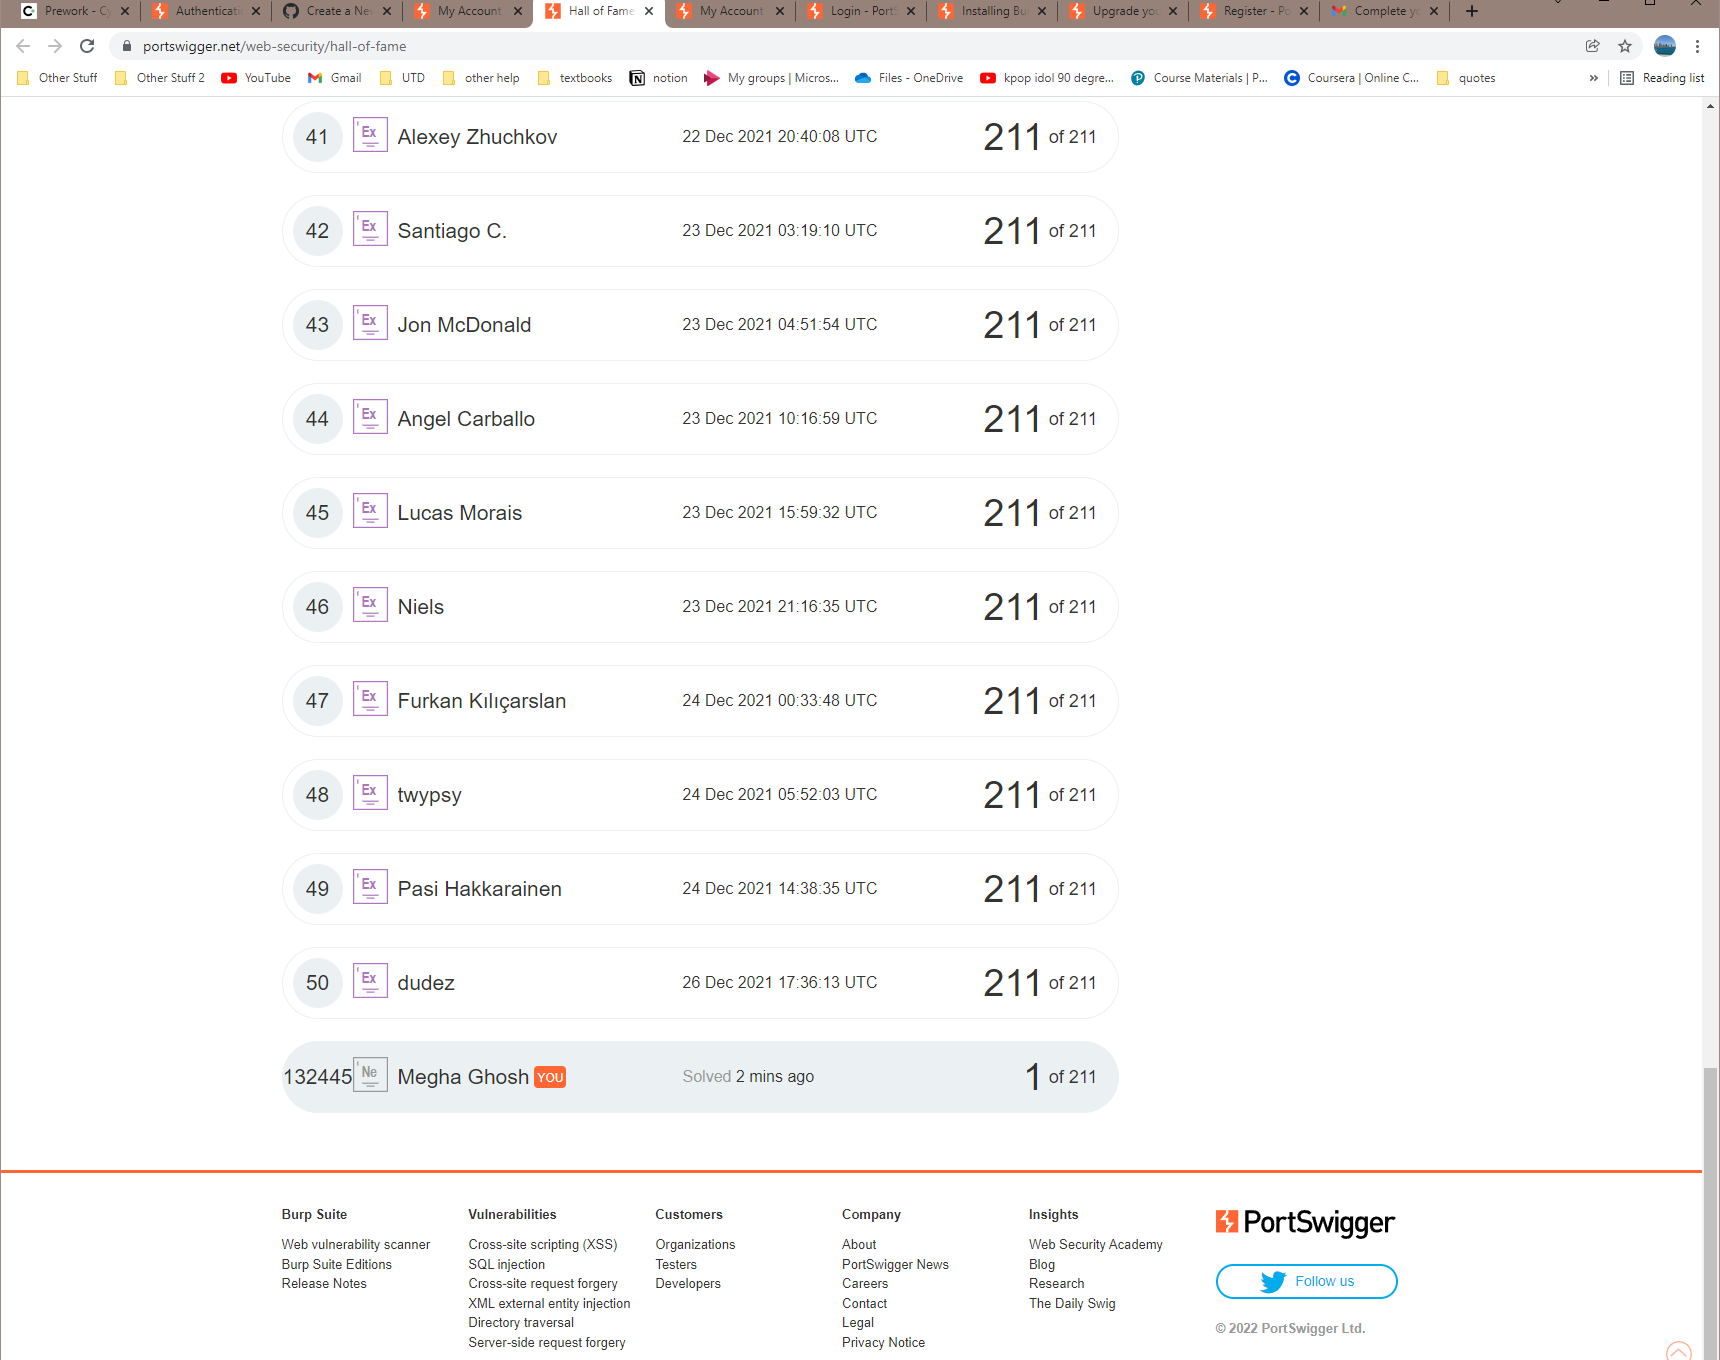 Prework - Cy
Authenticati
Create a New
My Account
Hall of Fame
My Account
Login - PortS
Installing Bu
Upgrade you
Register - Po
Complete yo
portswigger.net/web-security/hall-of-fame
Other Stuff
Other Stuff 2
YouTube
Gmail
UTD
other help
textbooks
notion
My groups | Micros...
Files - OneDrive
kpop idol 90 degre...
Course Materials | P...
Coursera | Online C...
quotes
»
Reading list
41 Ex Alexey Zhuchkov 22 Dec 2021 20:40:08 UTC 211 of 211
42 Ex Santiago C. 23 Dec 2021 03:19:10 UTC 211 of 211
43 Ex Jon McDonald 23 Dec 2021 04:51:54 UTC 211 of 211
44 Ex Angel Carballo 23 Dec 2021 10:16:59 UTC 211 of 211
45 Ex Lucas Morais 23 Dec 2021 15:59:32 UTC 211 of 211
46 Ex Niels 23 Dec 2021 21:16:35 UTC 211 of 211
47 Ex Furkan Kılıçarslan 24 Dec 2021 00:33:48 UTC 211 of 211
48 Ex twypsy 24 Dec 2021 05:52:03 UTC 211 of 211
49 Ex Pasi Hakkarainen 24 Dec 2021 14:38:35 UTC 211 of 211
50 Ex dudez 26 Dec 2021 17:36:13 UTC 211 of 211
132445 Ne Megha Ghosh YOU Solved 2 mins ago 1 of 211
Burp Suite
Web vulnerability scanner
Burp Suite Editions
Release Notes
Vulnerabilities
Cross-site scripting (XSS)
SQL injection
Cross-site request forgery
XML external entity injection
Directory traversal
Server-side request forgery
Customers
Organizations
Testers
Developers
Company
About
PortSwigger News
Careers
Contact
Legal
Privacy Notice
Insights
Web Security Academy
Blog
Research
The Daily Swig
PortSwigger
Follow us
© 2022 PortSwigger Ltd.